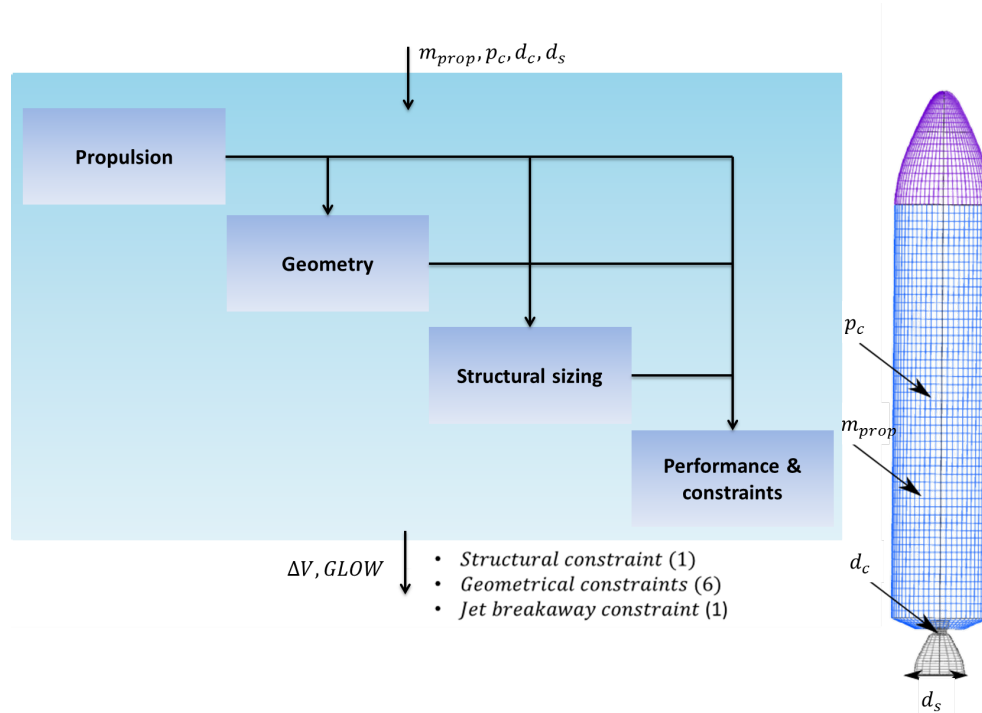 m_prop, p_c, d_c, d_s
Propulsion
Geometry
Structural sizing
Performance &
constraints
ΔV, GLOW
• Structural constraint (1)
• Geometrical constraints (6)
• Jet breakaway constraint (1)
p_c
m_prop
d_c
d_s